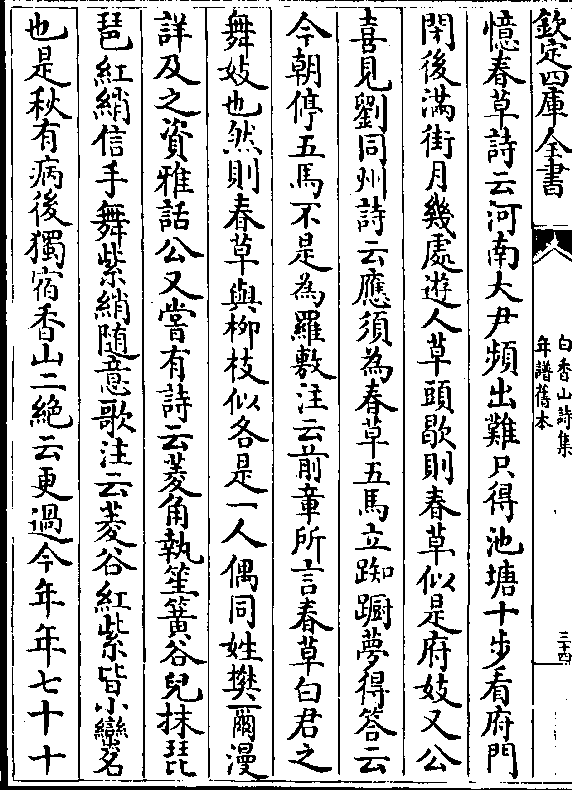 欽定四庫全書
白香山詩集
年譜舊本
三十四
憶春草詩云河南大尹頻出難只得池塘十步看府門
閉後滿街月幾處遊人草頭歇則春草似是府妓又公
喜見劉同州詩云應須為春草五馬立踟蹰夢得答云
今朝停五馬不是為羅敷注云前章所言春草白君之
舞妓也然則春草與柳枝似各是一人偶同姓樊爾漫
詳及之資雅話公又嘗有詩云菱角執笙簧谷兒抹琵
琶紅綃信手舞紫綃隨意歌注云菱谷紅紫皆小臧名
也是秋有病後獨宿香山二絶云更過今年年七十十